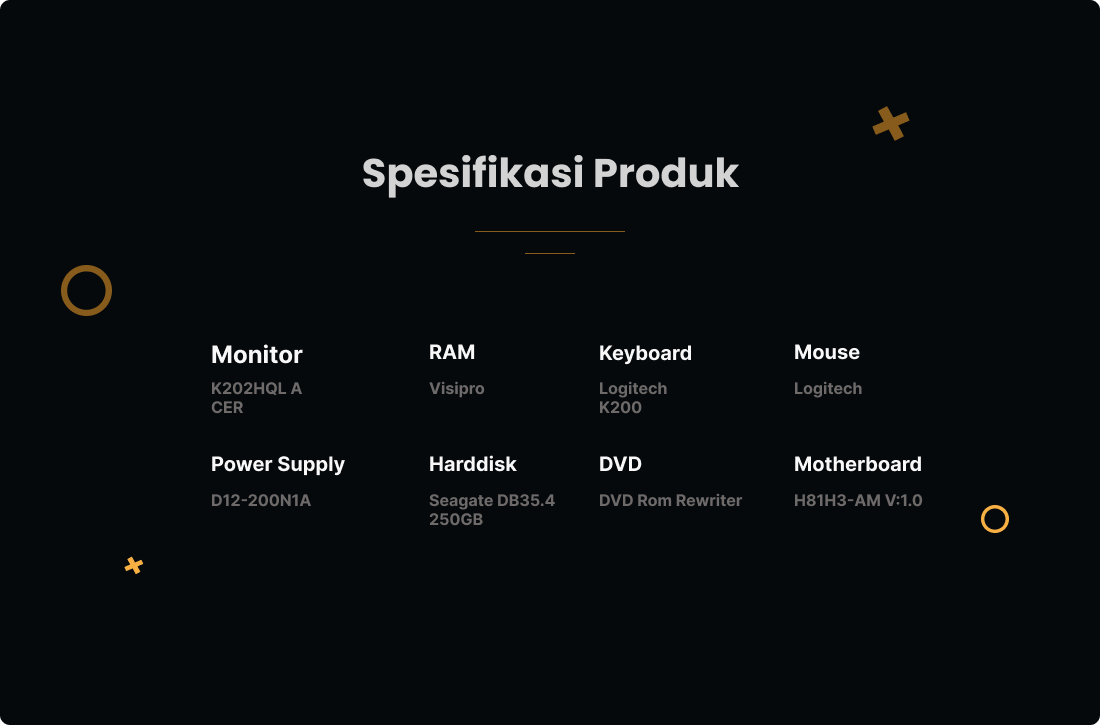 Spesifikasi Produk
Monitor
K202HQL A
CER
RAM
Visipro
Keyboard
Logitech
K200
Mouse
Logitech
Power Supply
D12-200N1A
Harddisk
Seagate DB35.4
250GB
DVD
DVD Rom Rewriter
Motherboard
H81H3-AM V:1.0